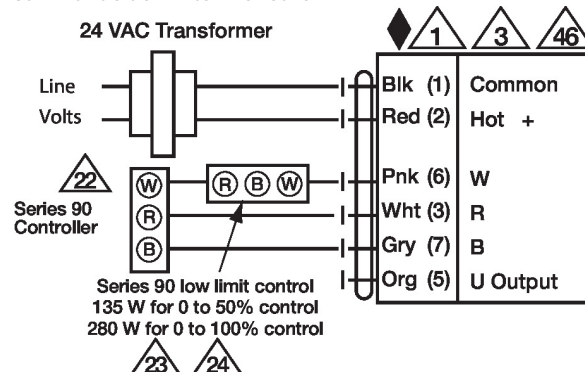 24 VAC Transformer
1 3 46
Line
Volts
Blk (1) Common
Red (2) Hot +
22
Series 90
Controller
W
R
B
R B W
Pnk (6) W
Wht (3) R
Gry (7) B
Org (5) U Output
Series 90 low limit control
135 W for 0 to 50% control
280 W for 0 to 100% control
23 24